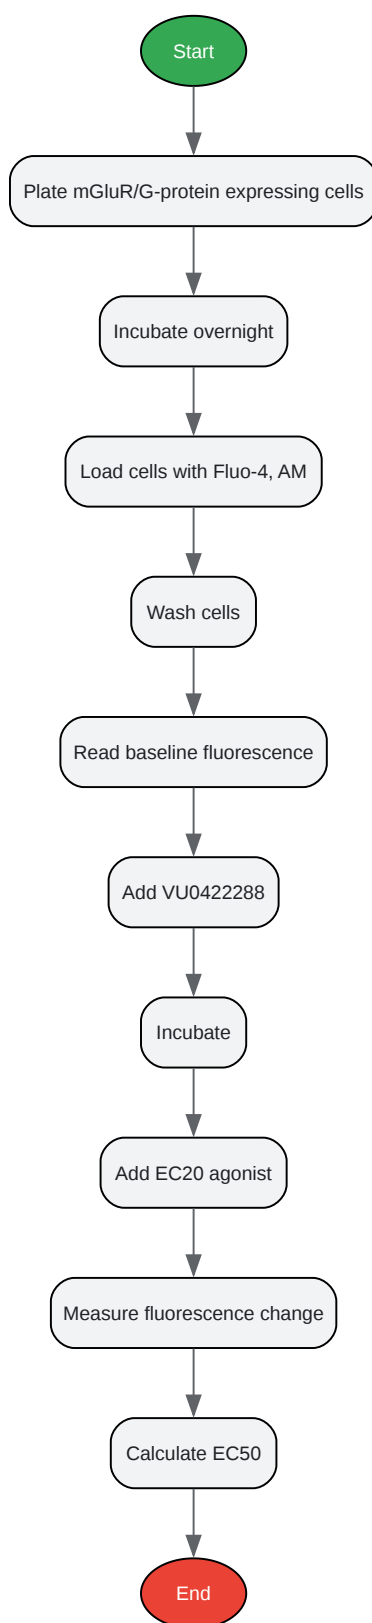 Start
Plate mGluR/G-protein expressing cells
Incubate overnight
Load cells with Fluo-4, AM
Wash cells
Read baseline fluorescence
Add VU0422288
Incubate
Add EC20 agonist
Measure fluorescence change
Calculate EC50
End